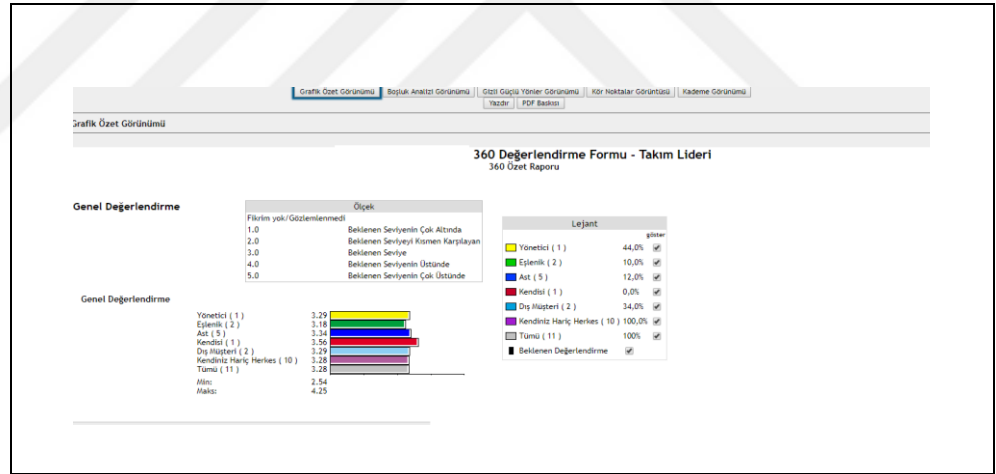 Grafik Özet Görünümü Boşluk Analizi Görünümü Gizli Güçlü Yönler Görünümü Kör Noktalar Görüntüsü Kademe Görünümü
Yazdır PDF Baskısı
Grafik Özet Görünümü
360 Değerlendirme Formu - Takım Lideri
360 Özet Raporu
Genel Değerlendirme
Ölçek
Fikrim yok/Gözlemlenmedi
1.0 Beklenen Seviyenin Çok Altında
2.0 Beklenen Seviyeyi Kısmen Karşılayan
3.0 Beklenen Seviye
4.0 Beklenen Seviyenin Üstünde
5.0 Beklenen Seviyenin Çok Üstünde
Lejant
göster
Yönetici ( 1 ) 44,0%
Eşlenik ( 2 ) 10,0%
Ast ( 5 ) 12,0%
Kendisi ( 1 ) 0,0%
Dış Müşteri ( 2 ) 34,0%
Kendiniz Hariç Herkes ( 10 ) 100,0%
Tümü ( 11 ) 100%
Beklenen Değerlendirme
Genel Değerlendirme
Yönetici ( 1 ) 3.29
Eşlenik ( 2 ) 3.18
Ast ( 5 ) 3.34
Kendisi ( 1 ) 3.56
Dış Müşteri ( 2 ) 3.29
Kendiniz Hariç Herkes ( 10 ) 3.28
Tümü ( 11 ) 3.28
Min: 2.54
Maks: 4.25